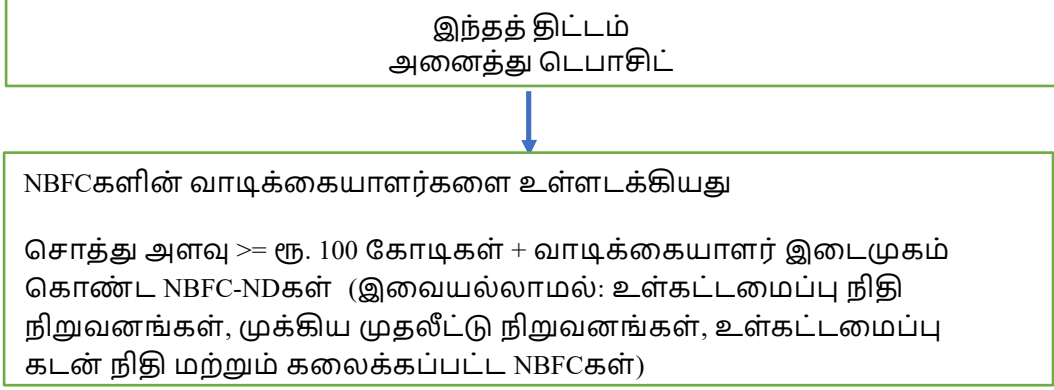 இந்தத் திட்டம்
அனைத்து டெபாசிட்
NBFCகளின் வாடிக்கையாளர்களை உள்ளடக்கியது
சொத்து அளவு >= ரூ. 100 கோடிகள் + வாடிக்கையாளர் இடைமுகம்
கொண்ட NBFC-NDகள் (இவையல்லாமல்: உள்கட்டமைப்பு நிதி
நிறுவனங்கள், முக்கிய முதலீட்டு நிறுவனங்கள், உள்கட்டமைப்பு
கடன் நிதி மற்றும் கலைக்கப்பட்ட NBFCகள்)